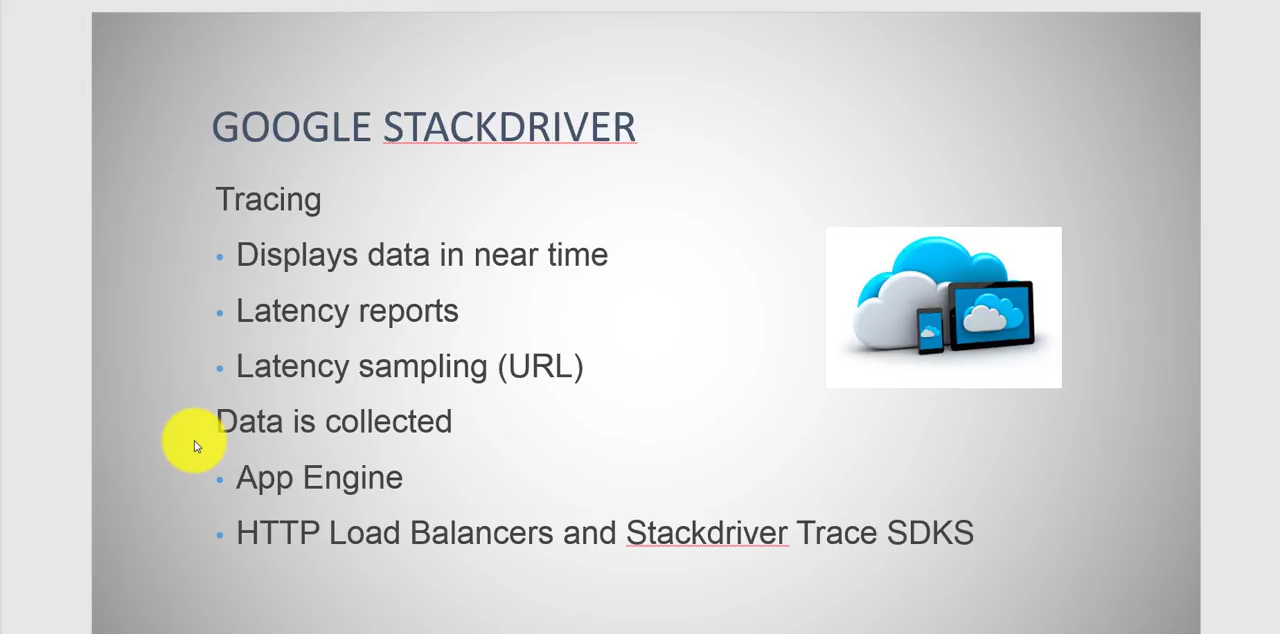 GOOGLE STACKDRIVER
Tracing
• Displays data in near time
• Latency reports
• Latency sampling (URL)
Data is collected
• App Engine
• HTTP Load Balancers and Stackdriver Trace SDKS